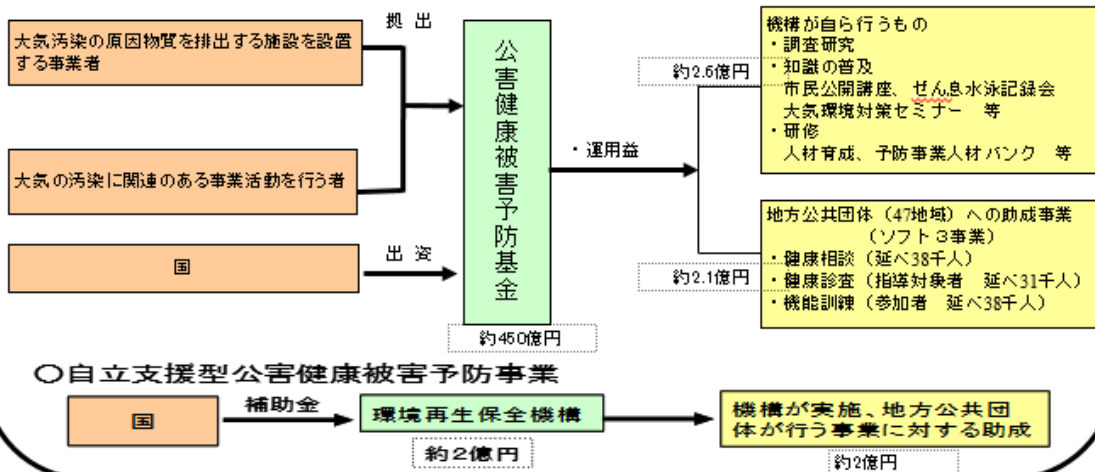 拠 出
大気汚染の原因物質を排出する施設を設置
する事業者
大気の汚染に関連のある事業活動を行う者
国
出 資
公害健康被害予防基金
約450億円
・運用益
約2.6億円
機構が自ら行うもの
・調査研究
・知識の普及
市民公開講座、ぜん息水泳記録会
大気環境対策セミナー 等
・研修
人材育成、予防事業人材バンク 等
約2.1億円
地方公共団体（47地域）への助成事業
（ソフト３事業）
・健康相談（延べ38千人）
・健康診査（指導対象者 延べ31千人）
・機能訓練（参加者 延べ38千人）
〇自立支援型公害健康被害予防事業
国
補助金
環境再生保全機構
約２億円
機構が実施、地方公共団
体が行う事業に対する助成
約2億円